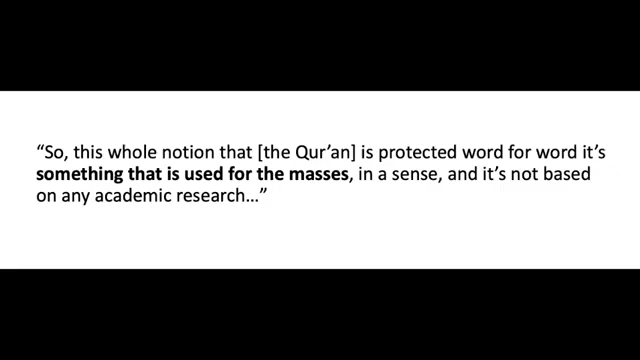 “So, this whole notion that [the Qur’an] is protected word for word it’s
something that is used for the masses, in a sense, and it’s not based
on any academic research…”